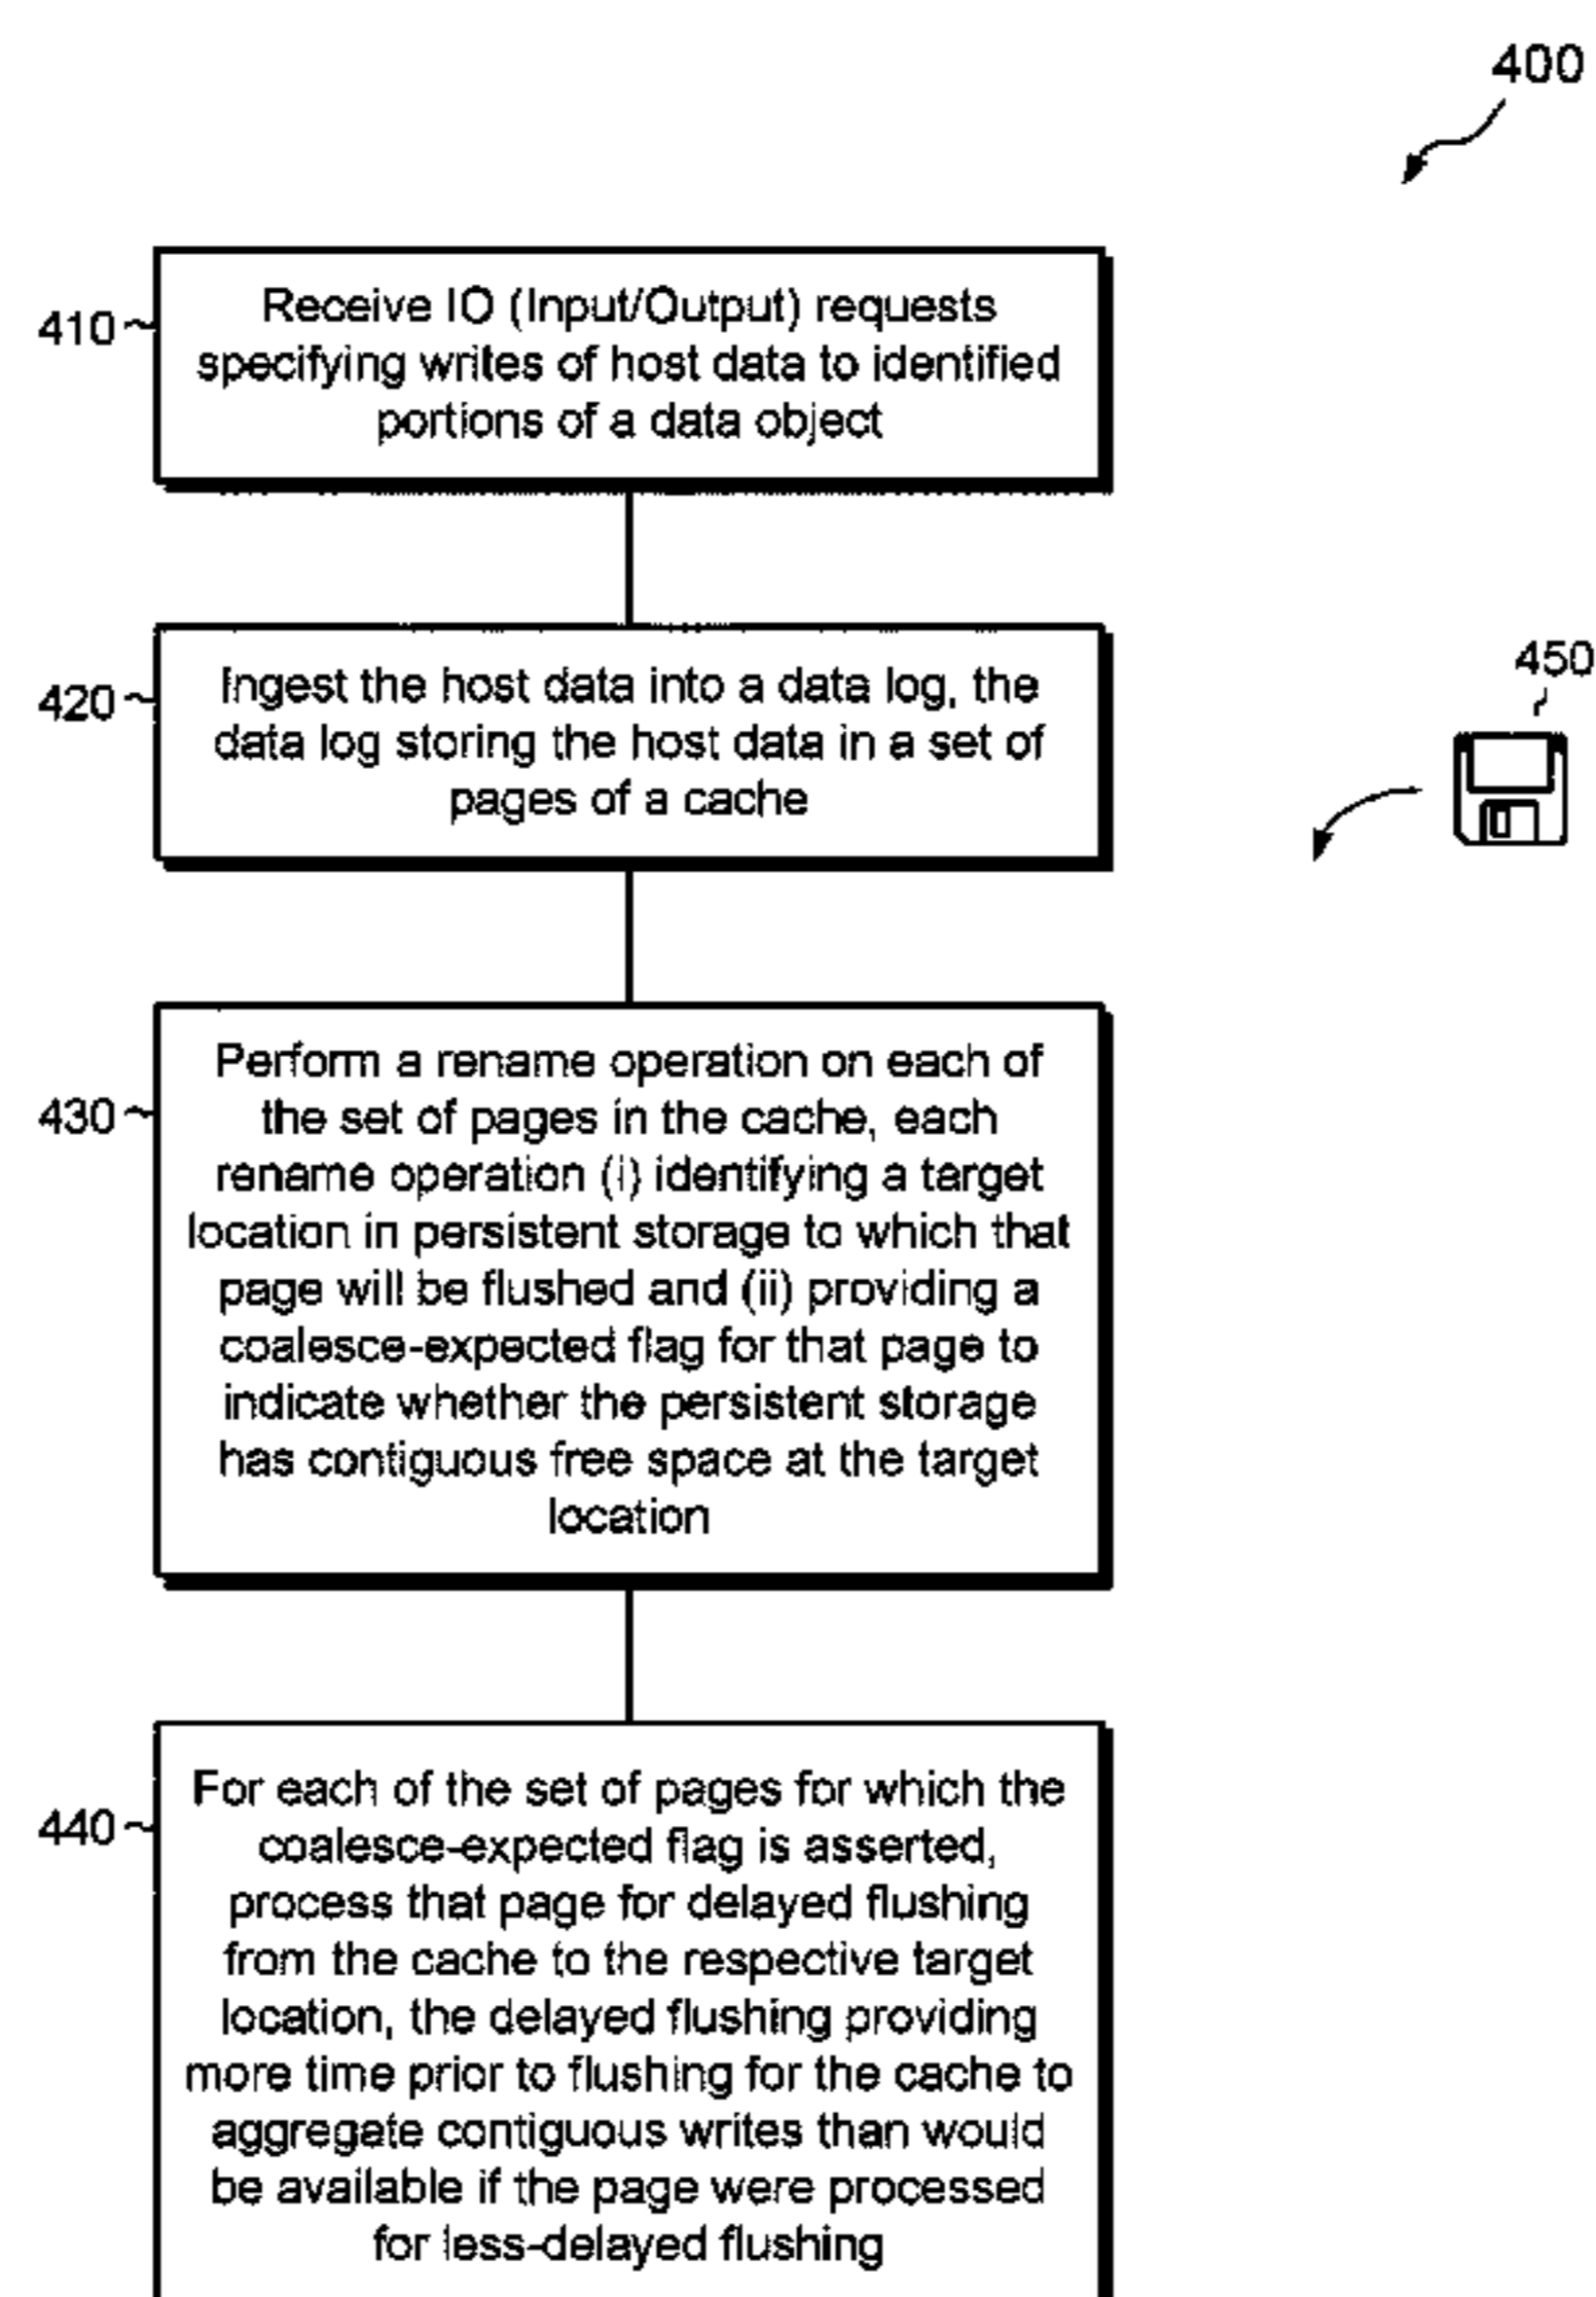 400
410
Receive IO (Input/Output) requests
specifying writes of host data to identified
portions of a data object
420
Ingest the host data into a data log, the
data log storing the host data in a set of
pages of a cache
450
430
Perform a rename operation on each of
the set of pages in the cache, each
rename operation (i) identifying a target
location in persistent storage to which that
page will be flushed and (ii) providing a
coalesce-expected flag for that page to
indicate whether the persistent storage
has contiguous free space at the target
location
440
For each of the set of pages for which the
coalesce-expected flag is asserted,
process that page for delayed flushing
from the cache to the respective target
location, the delayed flushing providing
more time prior to flushing for the cache to
aggregate contiguous writes than would
be available if the page were processed
for less-delayed flushing